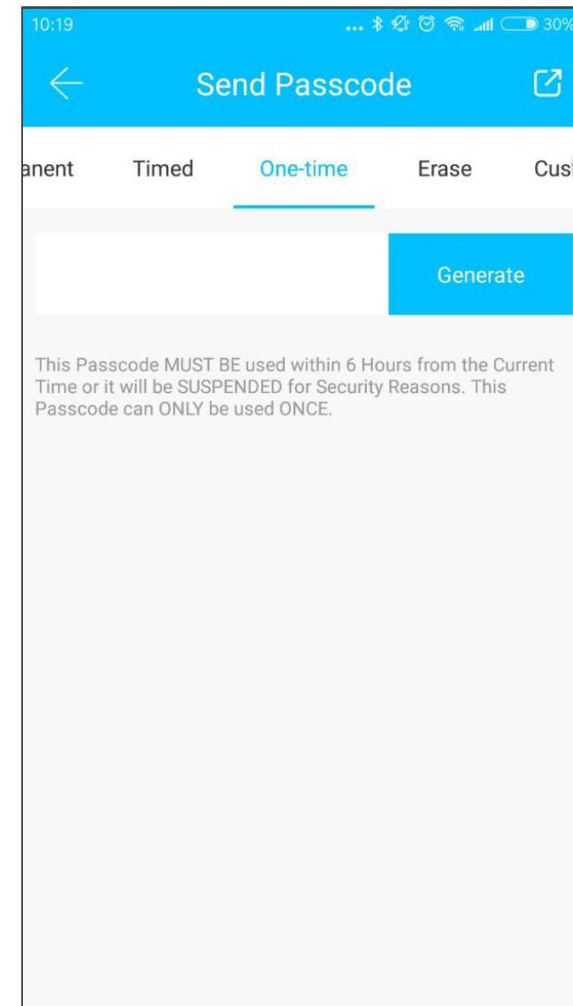 10:19 ... 30%
Send Passcode
anent Timed One-time Erase Cus
Generate
This Passcode MUST BE used within 6 Hours from the Current
Time or it will be SUSPENDED for Security Reasons. This
Passcode can ONLY be used ONCE.